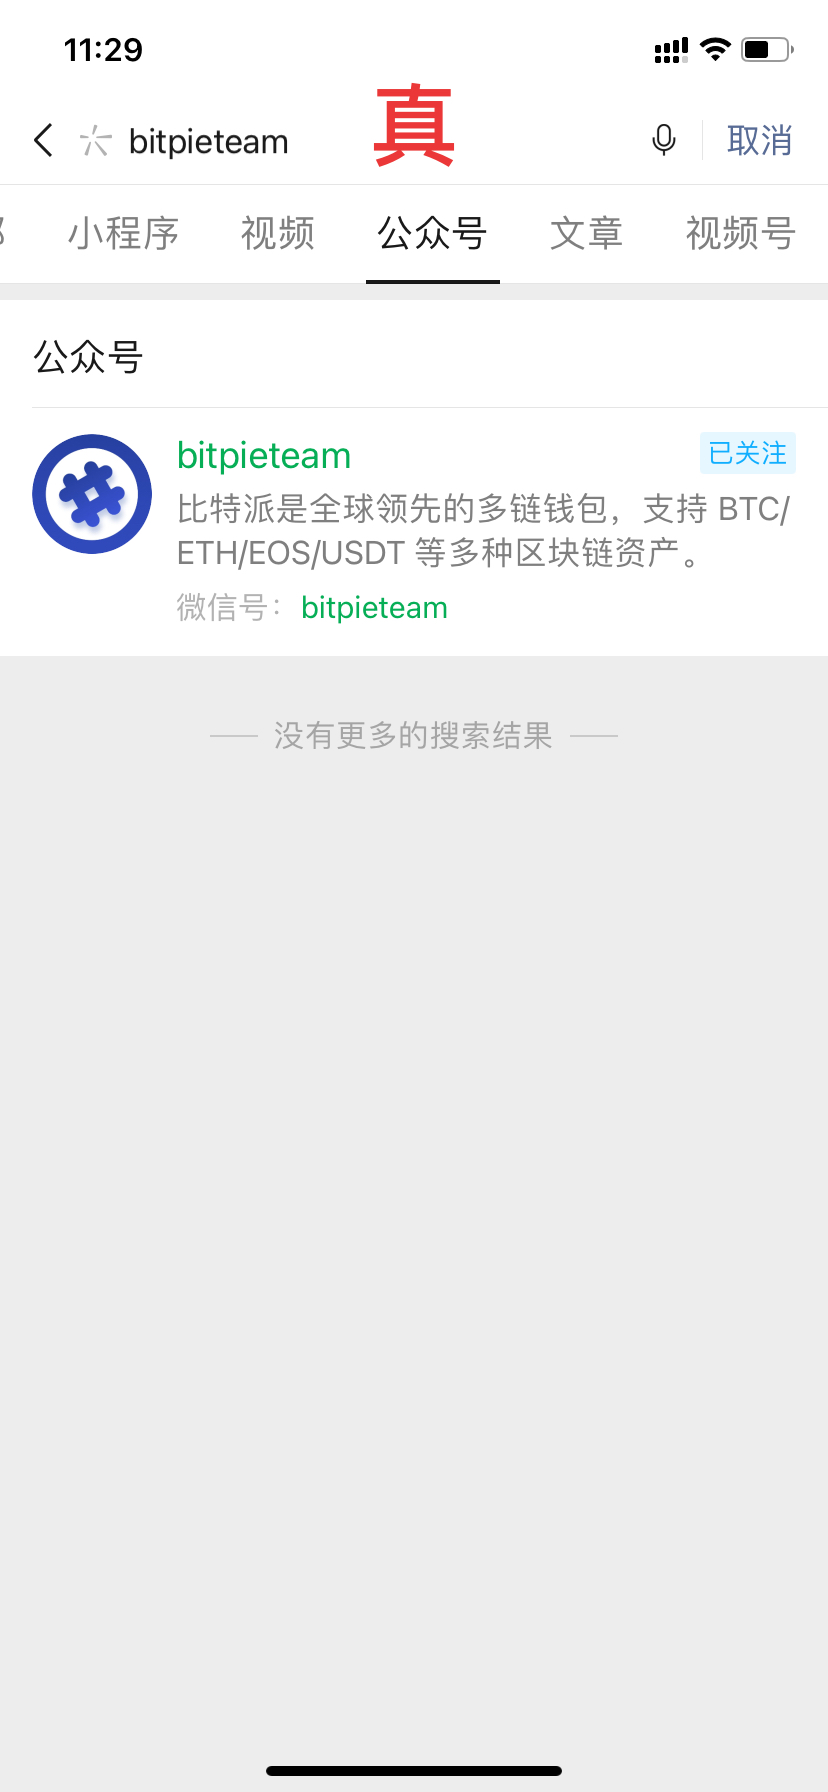 11:29
真
bitpieteam
取消
小程序 视频 公众号 文章 视频号
公众号
bitpieteam
已关注
比特派是全球领先的多链钱包，支持 BTC/
ETH/EOS/USDT 等多种区块链资产。
微信号： bitpieteam
没有更多的搜索结果